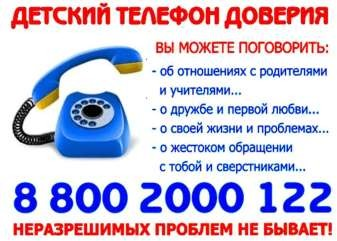 ДЕТСКИЙ ТЕЛЕФОН ДОВЕРИЯ
ВЫ МОЖЕТЕ ПОГОВОРИТЬ:
- об отношениях с родителями
и учителями...
- о дружбе и первой любви...
- о своей жизни и проблемах...
- о жестоком обращении
с тобой и сверстниками...
8 800 2000 122
НЕРАЗРЕШИМЫХ ПРОБЛЕМ НЕ БЫВАЕТ!